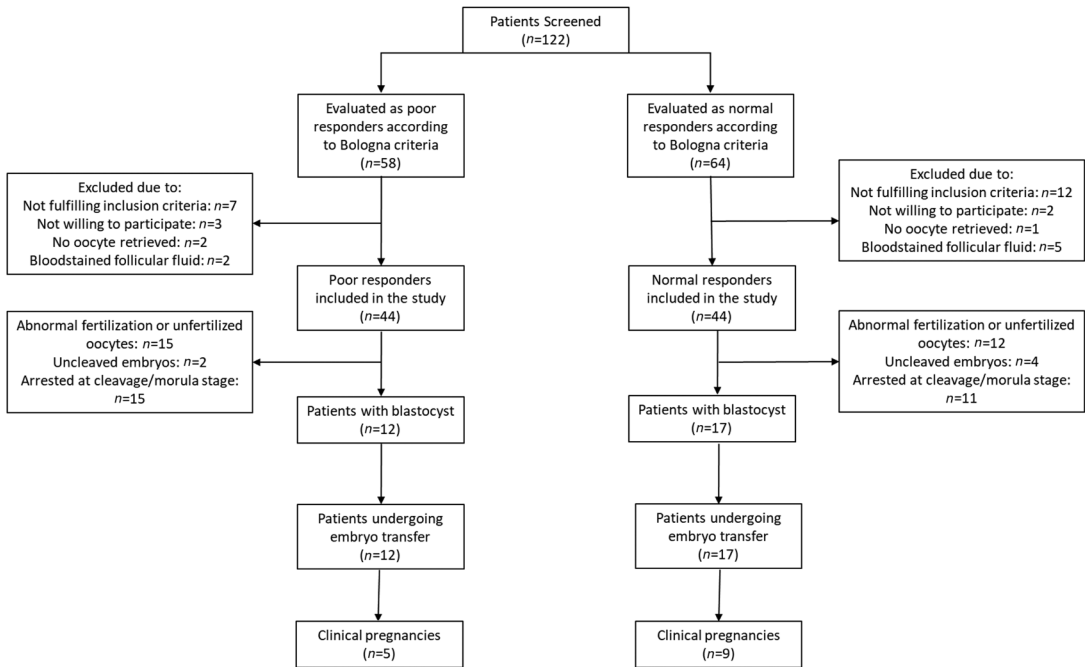 Patients Screened
(n=122)
Evaluated as poor
responders according
to Bologna criteria
(n=58)
Evaluated as normal
responders according
to Bologna criteria
(n=64)
Excluded due to:
Not fulfilling inclusion criteria: n=7
Not willing to participate: n=3
No oocyte retrieved: n=2
Bloodstained follicular fluid: n=2
Excluded due to:
Not fulfilling inclusion criteria: n=12
Not willing to participate: n=2
No oocyte retrieved: n=1
Bloodstained follicular fluid: n=5
Poor responders
included in the study
(n=44)
Normal responders
included in the study
(n=44)
Abnormal fertilization or unfertilized
oocytes: n=15
Uncleaved embryos: n=2
Arrested at cleavage/morula stage:
n=15
Abnormal fertilization or unfertilized
oocytes: n=12
Uncleaved embryos: n=4
Arrested at cleavage/morula stage:
n=11
Patients with blastocyst
(n=12)
Patients with blastocyst
(n=17)
Patients undergoing
embryo transfer
(n=12)
Patients undergoing
embryo transfer
(n=17)
Clinical pregnancies
(n=5)
Clinical pregnancies
(n=9)